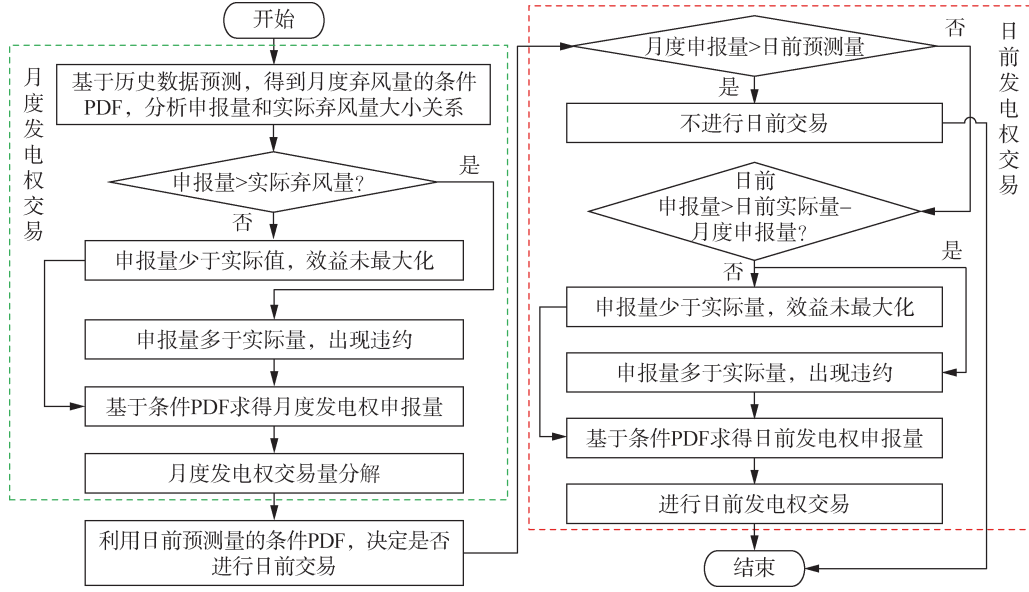 开始
月度发电权交易
基于历史数据预测，得到月度弃风量的条件
PDF，分析申报量和实际弃风量大小关系
申报量>实际弃风量？
是
否
申报量少于实际值，效益未最大化
申报量多于实际量，出现违约
基于条件PDF求得月度发电权申报量
月度发电权交易量分解
利用日前预测量的条件PDF，决定是否
进行日前交易
日前发电权交易
月度申报量>日前预测量
否
是
不进行日前交易
日前
申报量>日前实际量–
月度申报量？
是
否
申报量少于实际量，效益未最大化
申报量多于实际量，出现违约
基于条件PDF求得日前发电权申报量
进行日前发电权交易
结束